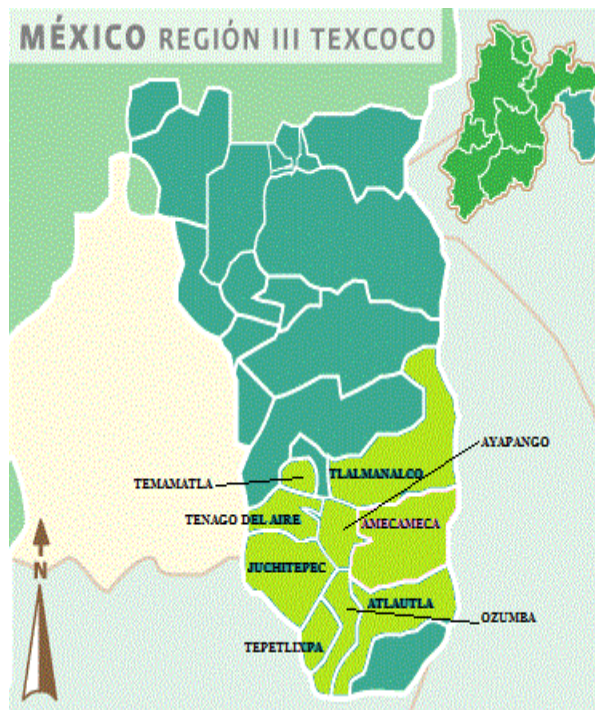 MÉXICO REGIÓN III TEXCOCO
AYAPANGO
TLALMANALCO
TEMAMATLA
TENAGO DEL AIRE
AMECAMECA
JUCHITEPEC
ATLAUTLA
OZUMBA
TEPETLIXPA
N